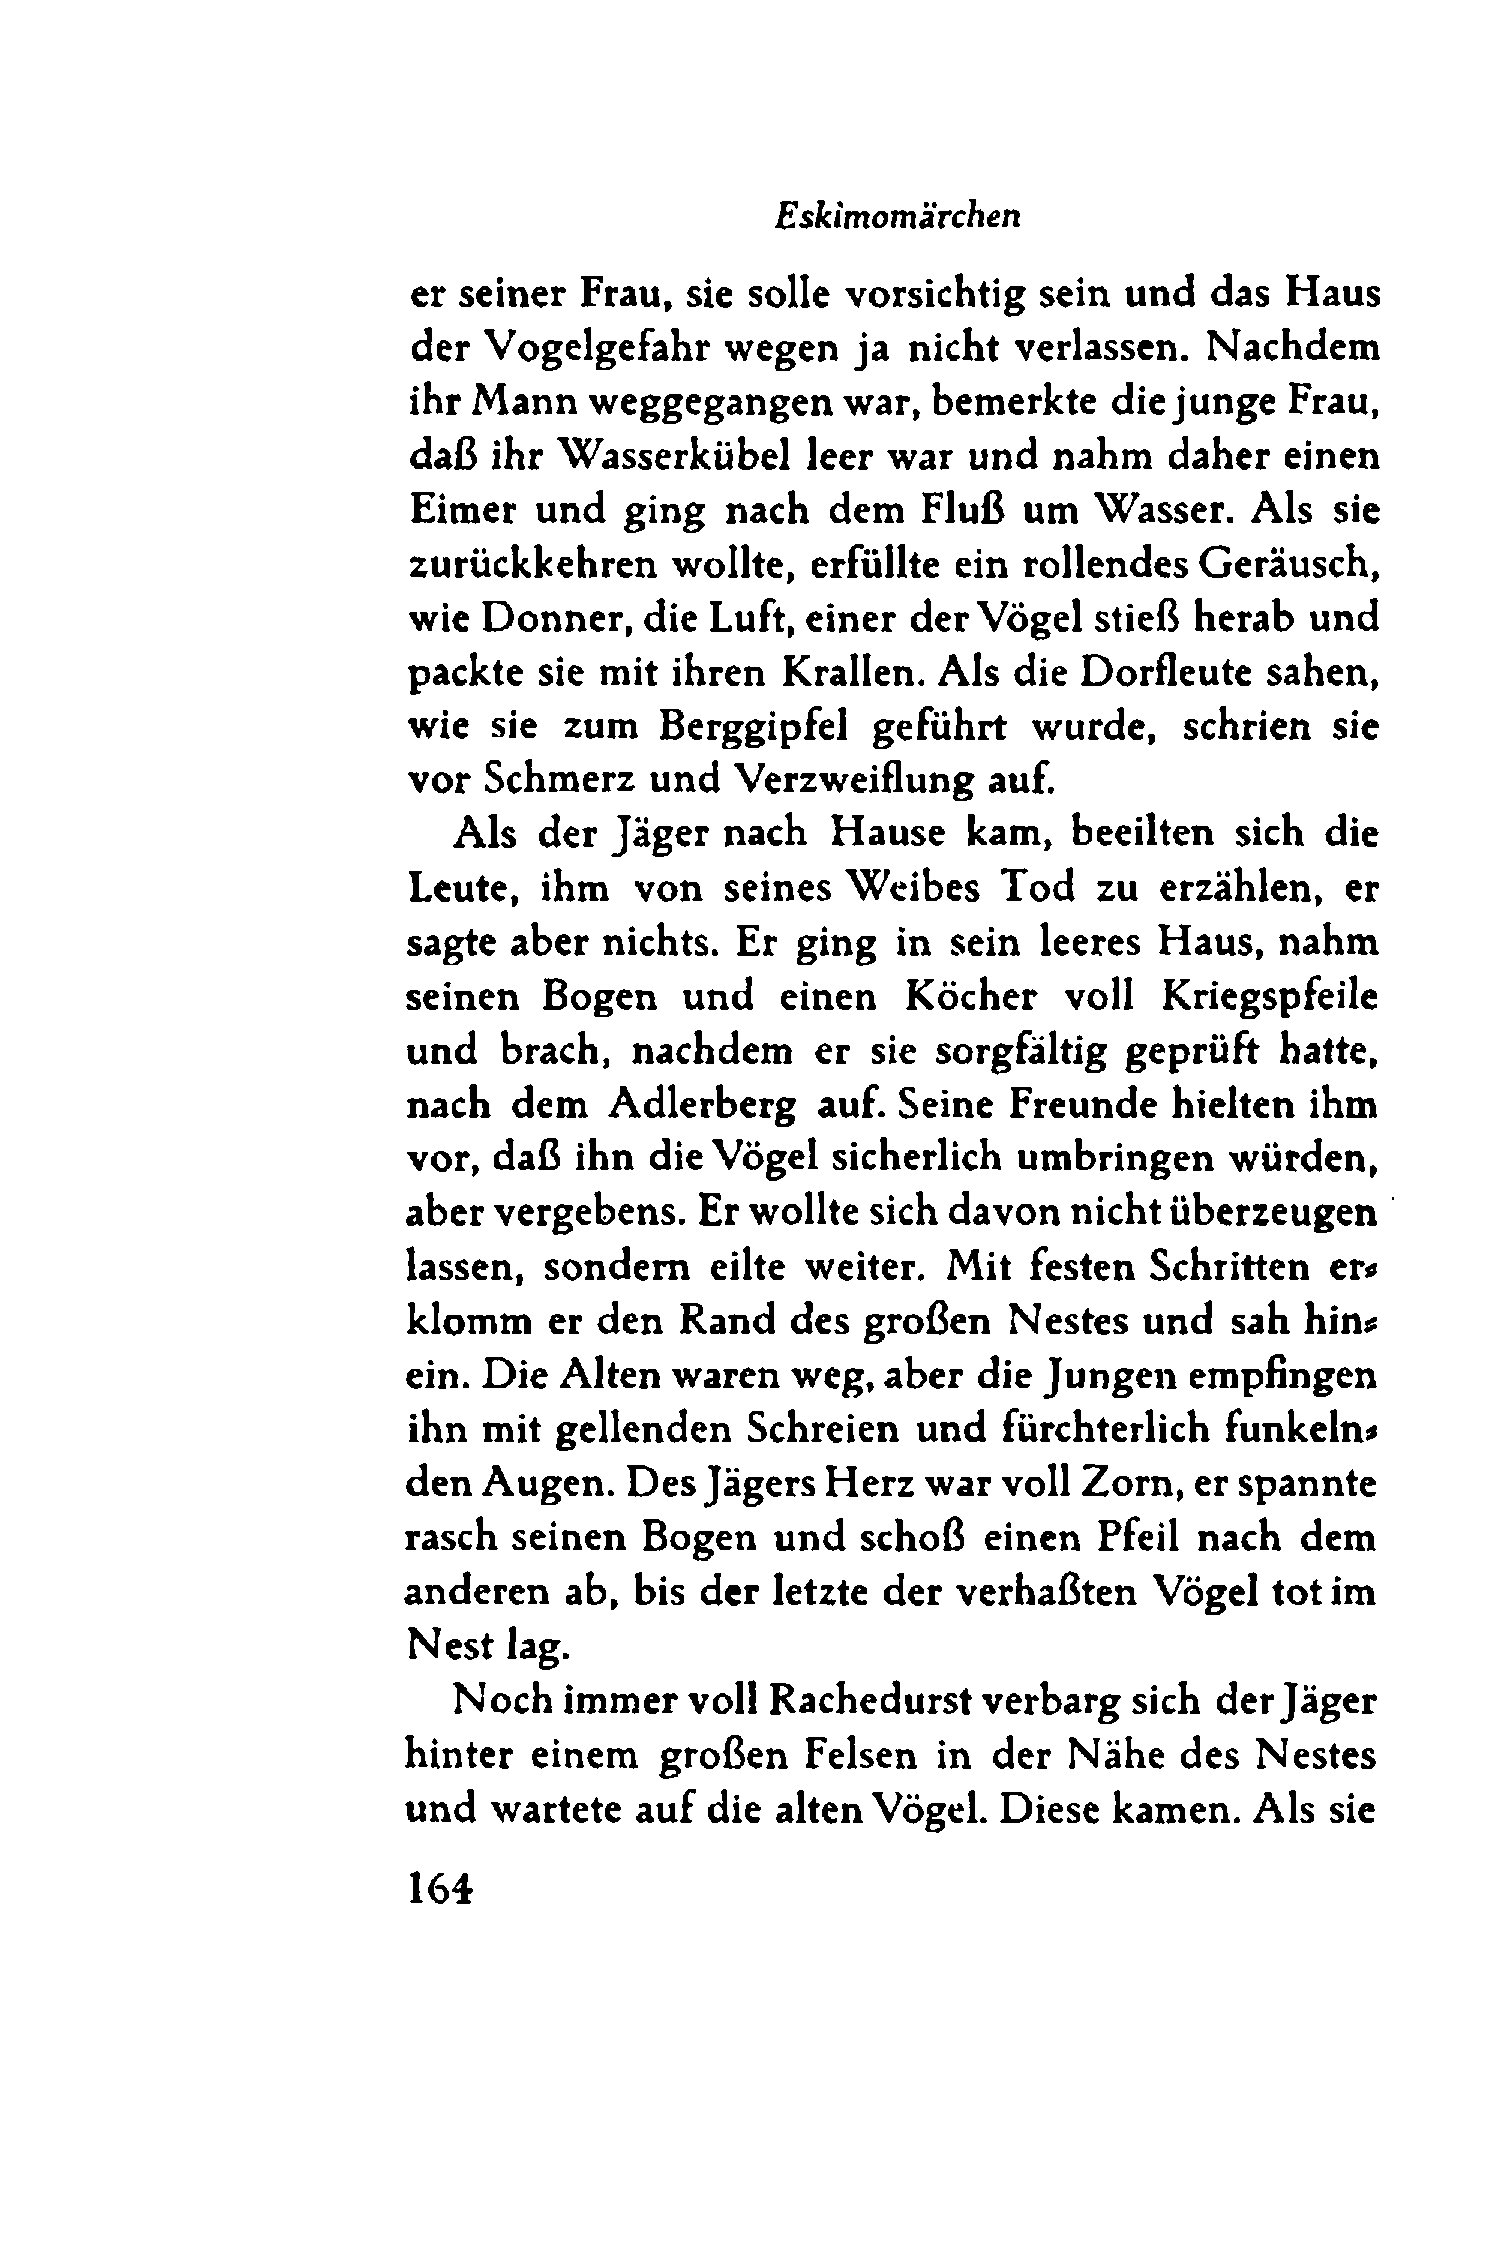 Eskimomärchen
er seiner Frau, sie solle vorsichtig sein und das Haus
der Vogelgefahr wegen ja nicht verlassen. Nachdem
ihr Mann weggegangen war, bemerkte die junge Frau,
daß ihr Wasserkübel leer war und nahm daher einen
Eimer und ging nach dem Fluß um Wasser. Als sie
zurückkehren wollte, erfüllte ein rollendes Geräusch,
wie Donner, die Luft, einer der Vögel stieß herab und
packte sie mit ihren Krallen. Als die Dorfleute sahen,
wie sie zum Berggipfel geführt wurde, schrien sie
vor Schmerz und Verzweiflung auf.
Als der Jäger nach Hause kam, beeilten sich die
Leute, ihm von seines Weibes Tod zu erzählen, er
sagte aber nichts. Er ging in sein leeres Haus, nahm
seinen Bogen und einen Köcher voll Kriegspfeile
und brach, nachdem er sie sorgfältig geprüft hatte,
nach dem Adlerberg auf. Seine Freunde hielten ihm
vor, daß ihn die Vögel sicherlich umbringen würden,
aber vergebens. Er wollte sich davon nicht überzeugen
lassen, sondern eilte weiter. Mit festen Schritten er-
klomm er den Rand des großen Nestes und sah hin-
ein. Die Alten waren weg, aber die Jungen empfingen
ihn mit gellenden Schreien und fürchterlich funkeln-
den Augen. Des Jägers Herz war voll Zorn, er spannte
rasch seinen Bogen und schoß einen Pfeil nach dem
anderen ab, bis der letzte der verhaßten Vögel tot im
Nest lag.
Noch immer voll Rachedurst verbarg sich der Jäger
hinter einem großen Felsen in der Nähe des Nestes
und wartete auf die alten Vögel. Diese kamen. Als sie
164